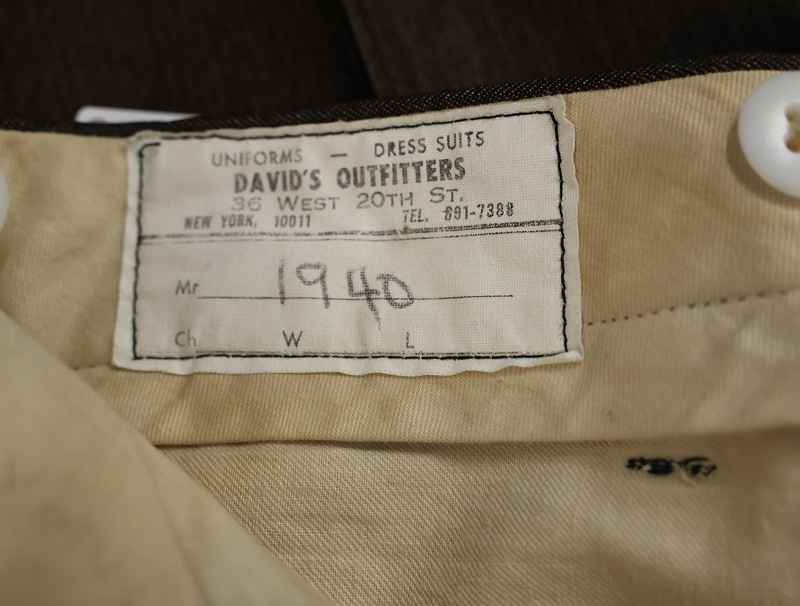 UNIFORMS — DRESS SUITS
DAVID'S OUTFITTERS
36 WEST 20TH ST.
NEW YORK, 10011 TEL. 691-7388
Mr 1940
Ch W L